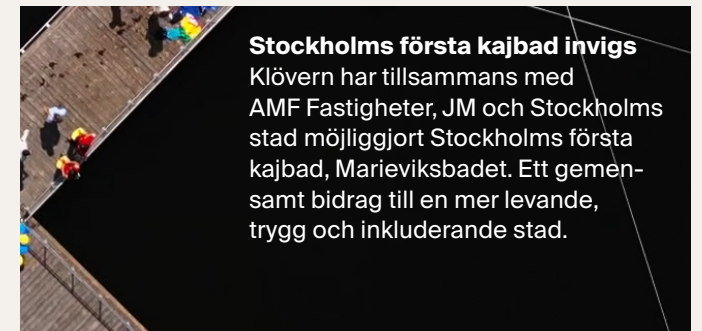 Stockholms första kajbad invigs
Klövern har tillsammans med
AMF Fastigheter, JM och Stockholms
stad möjliggjort Stockholms första
kajbad, Marieviksbadet. Ett gemen-
samt bidrag till en mer levande,
trygg och inkluderande stad.